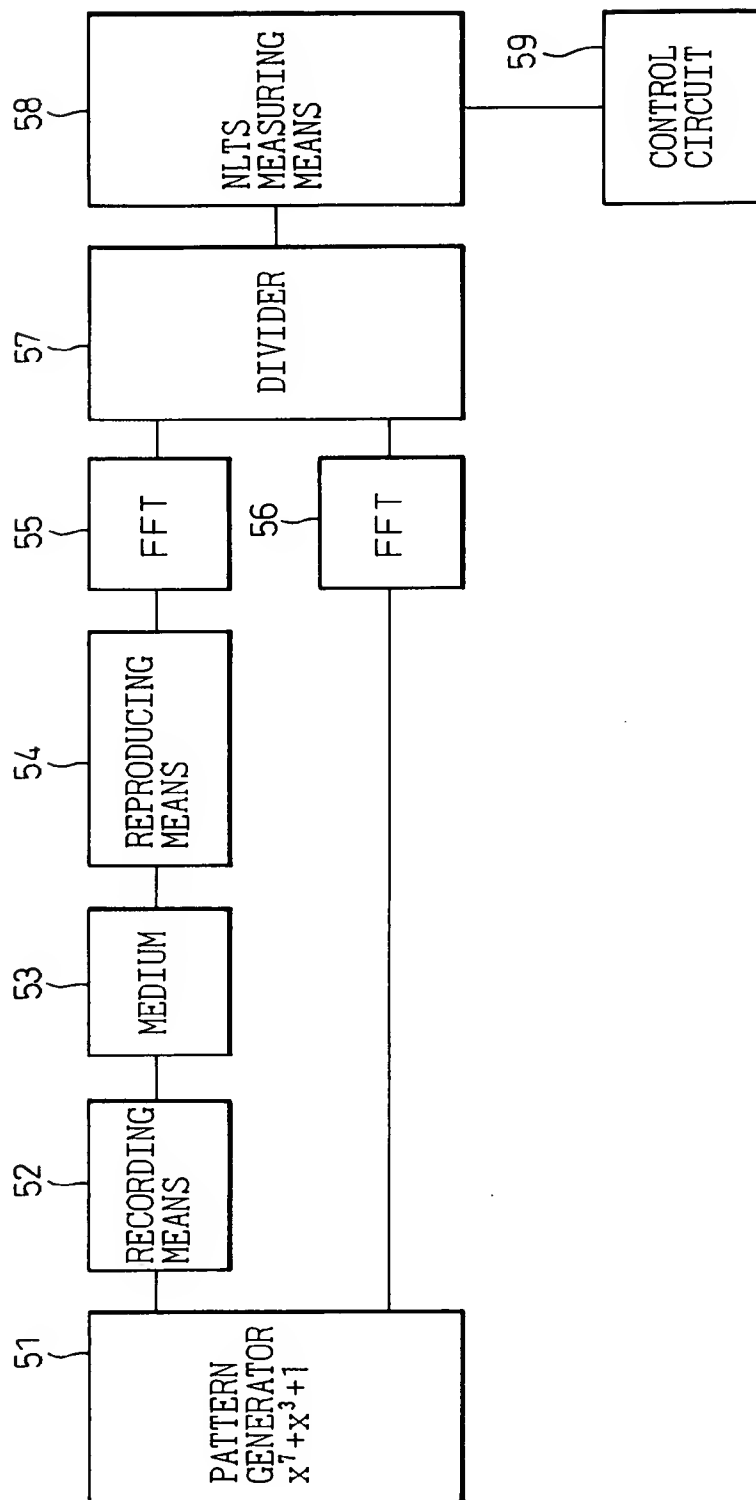 51
PATTERN
GENERATOR
x⁷+x³+1
52
RECORDING
MEANS
53
MEDIUM
54
REPRODUCING
MEANS
55
FFT
56
FFT
57
DIVIDER
58
NLTS
MEASURING
MEANS
59
CONTROL
CIRCUIT